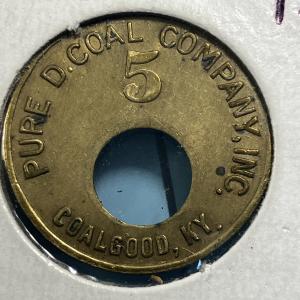 PURE D. COAL COMPANY, INC.
5
COALGOOD, KY.